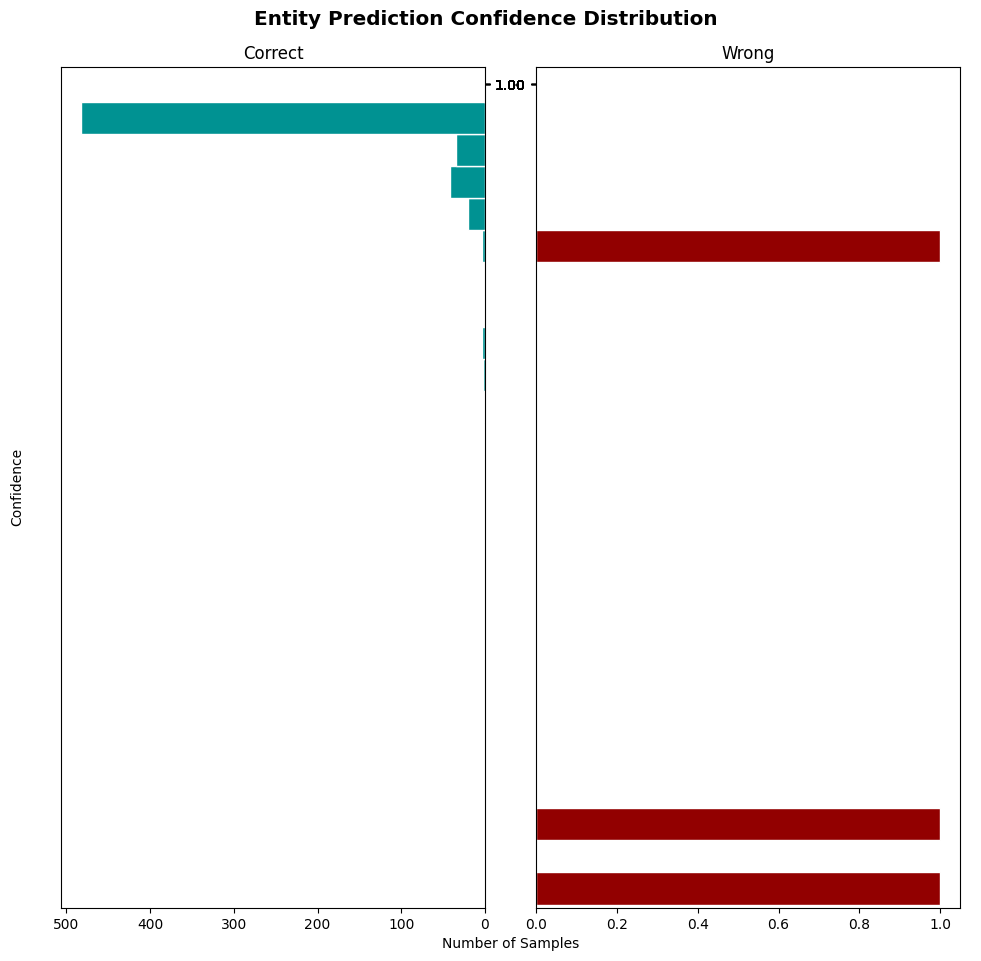 Entity Prediction Confidence Distribution
Correct
Wrong
1.00
Confidence
500 400 300 200 100 0
0.0 0.2 0.4 0.6 0.8 1.0
Number of Samples